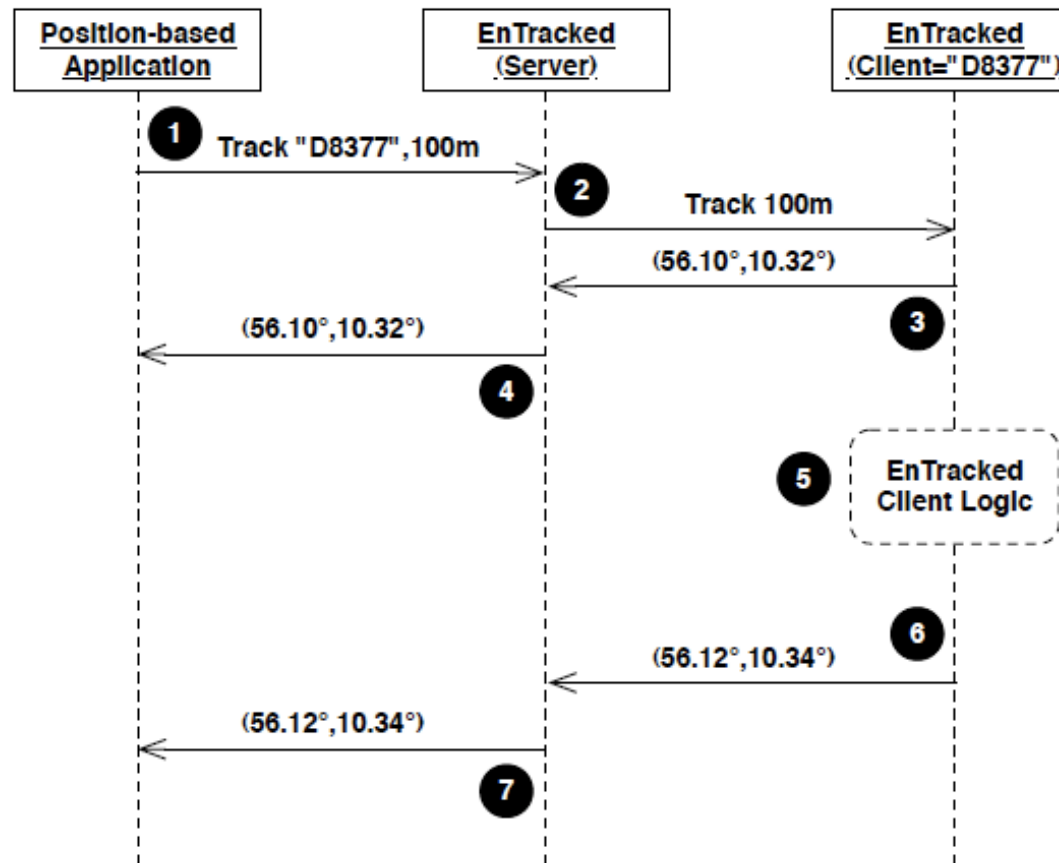 Position-based
Application
EnTracked
(Server)
EnTracked
(Client="D8377")
1
Track "D8377",100m
2
Track 100m
(56.10°,10.32°)
3
(56.10°,10.32°)
4
5
EnTracked
Client Logic
6
(56.12°,10.34°)
(56.12°,10.34°)
7